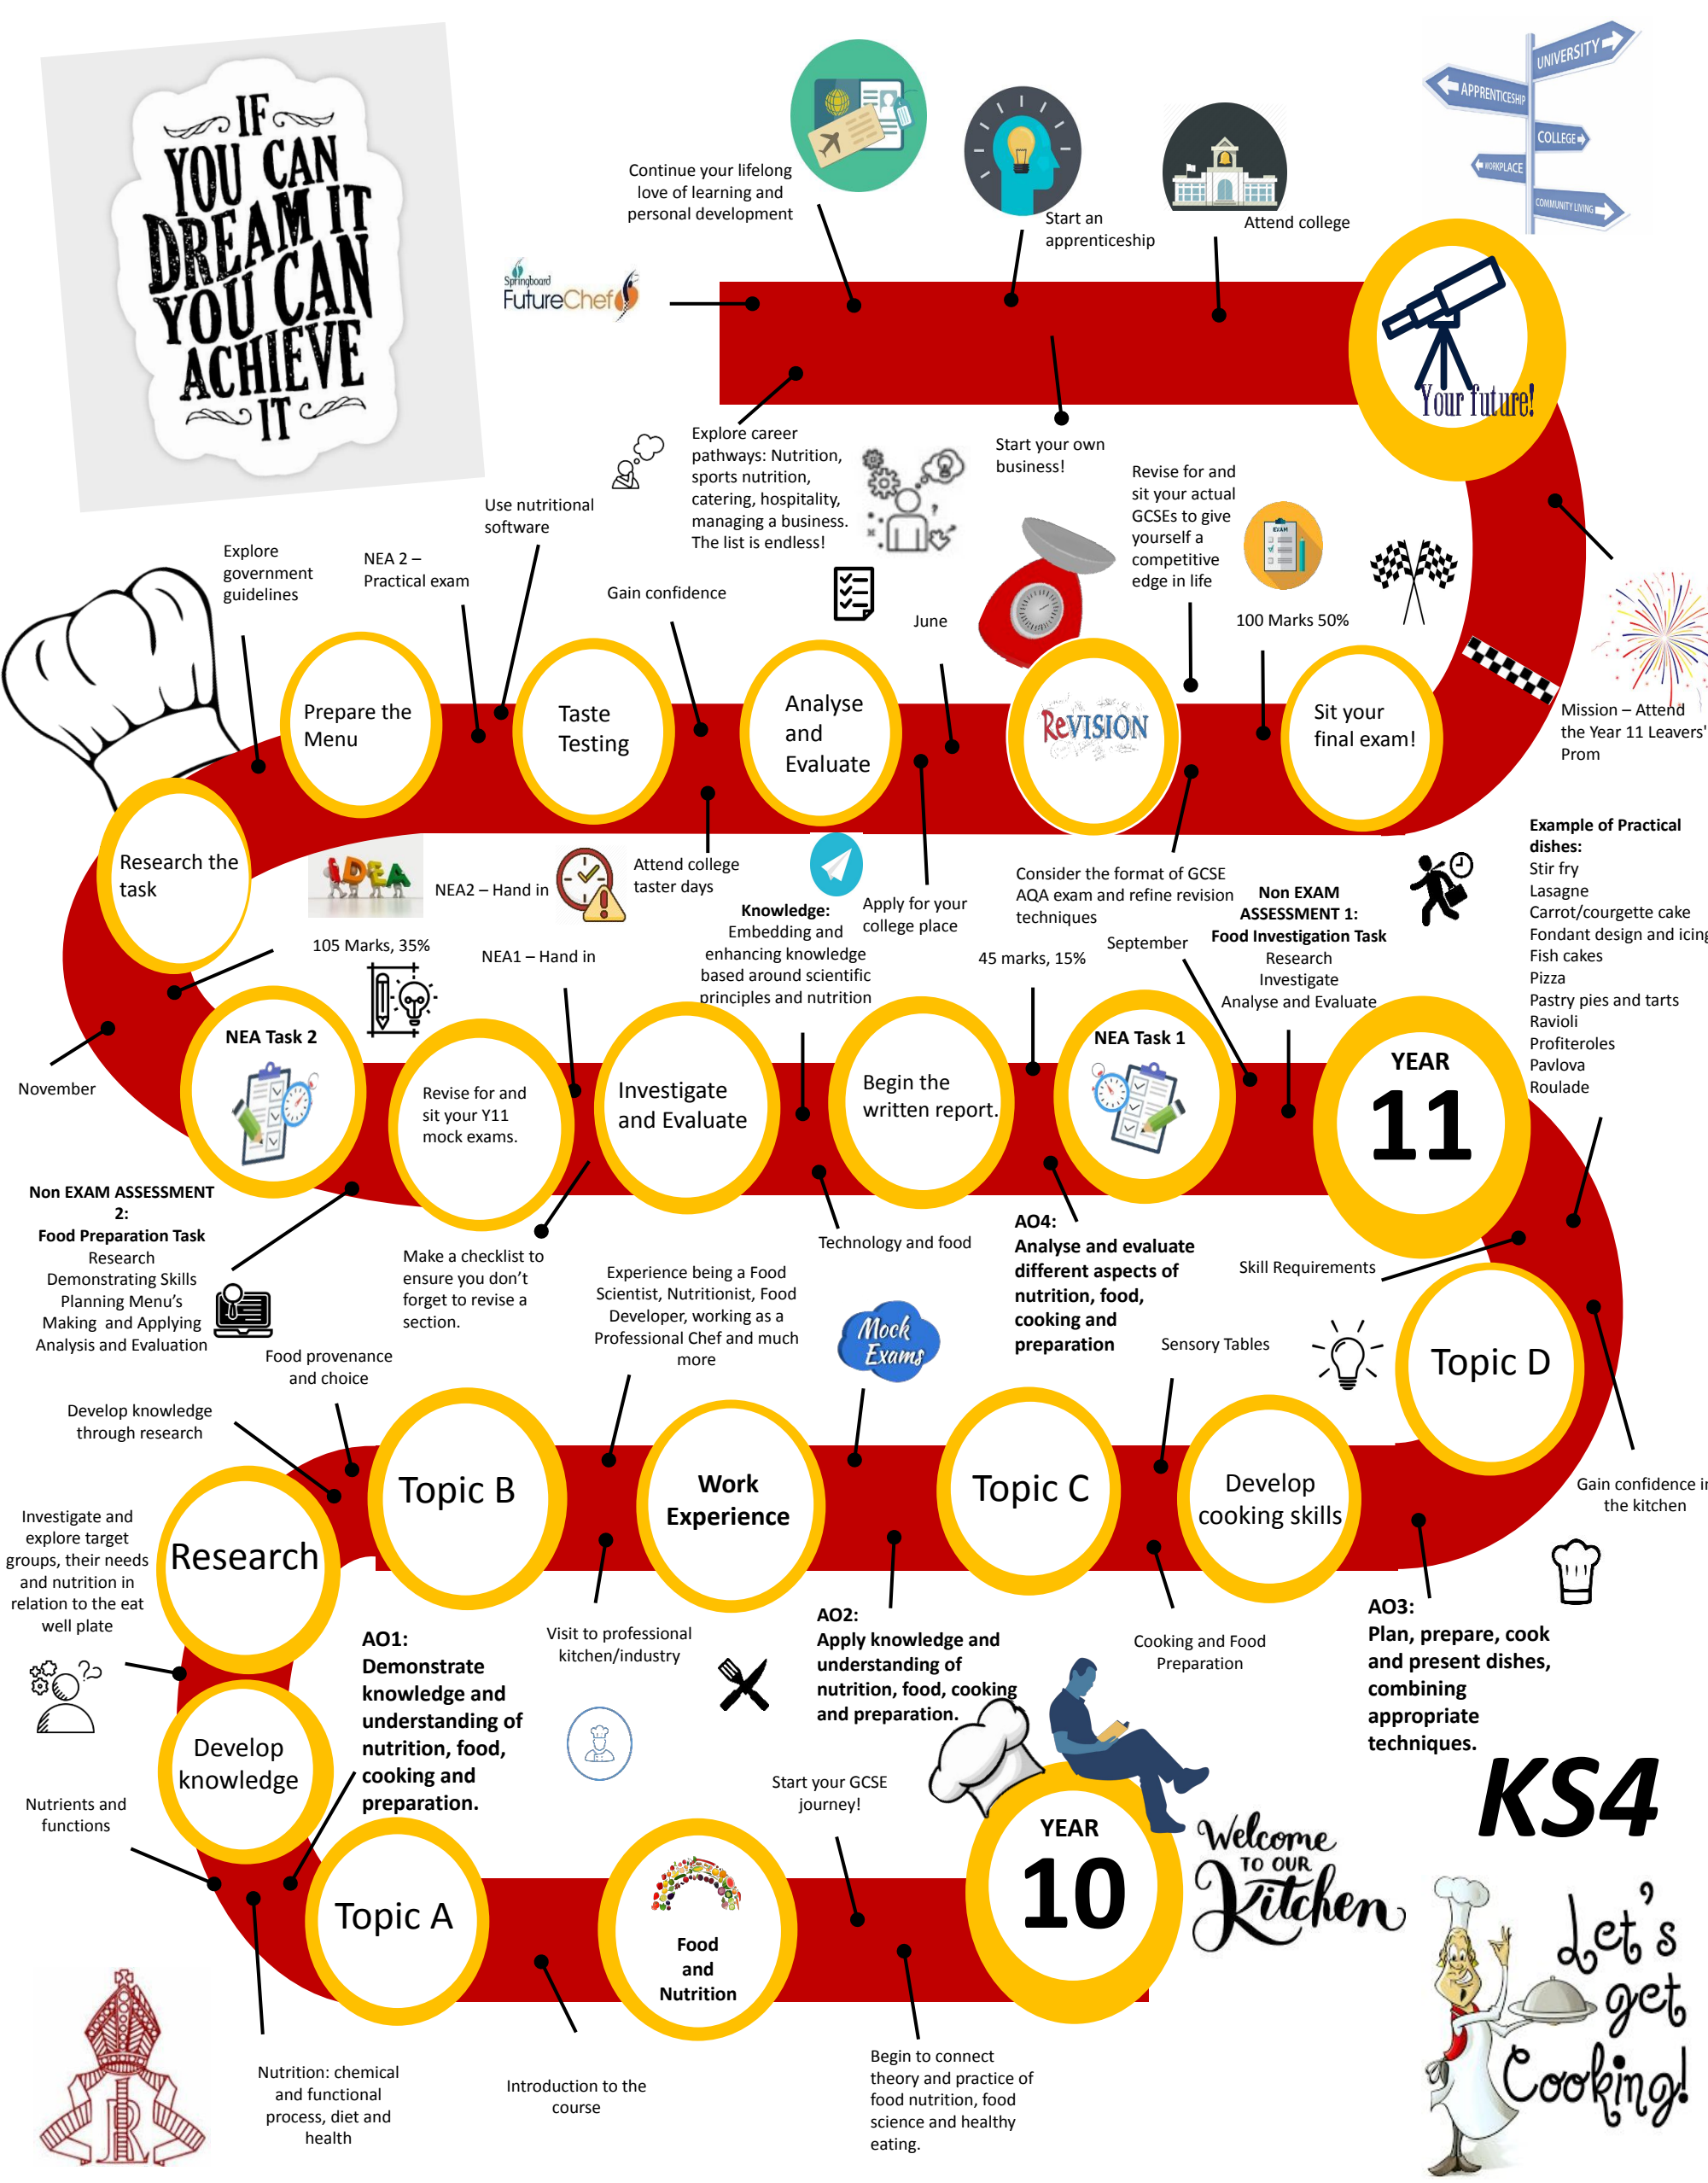 IF
YOU CAN
DREAM IT
YOU CAN
ACHIEVE
IT
UNIVERSITY
APPRENTICESHIP
COLLEGE
WORKPLACE
COMMUNITY LIVING
Continue your lifelong
love of learning and
personal development
Start an
apprenticeship
Attend college
Springboard
FutureChef
Your future!
Explore career
pathways: Nutrition,
sports nutrition,
catering, hospitality,
managing a business.
The list is endless!
Start your own
business!
Revise for and
sit your actual
GCSEs to give
yourself a
competitive
edge in life
EXAM
Use nutritional
software
Explore
government
guidelines
NEA 2 –
Practical exam
Gain confidence
June
100 Marks 50%
Prepare the
Menu
Taste
Testing
Analyse
and
Evaluate
ReVISION
Sit your
final exam!
Mission – Attend
the Year 11 Leavers'
Prom
Research the
task
IDEA
NEA2 – Hand in
Attend college
taster days
Knowledge:
Embedding and
enhancing knowledge
based around scientific
principles and nutrition
Apply for your
college place
Consider the format of GCSE
AQA exam and refine revision
techniques
Non EXAM
ASSESSMENT 1:
Food Investigation Task
Research
Investigate
Analyse and Evaluate
Example of Practical
dishes:
Stir fry
Lasagne
Carrot/courgette cake
Fondant design and icing
Fish cakes
Pizza
Pastry pies and tarts
Ravioli
Profiteroles
Pavlova
Roulade
105 Marks, 35%
NEA1 – Hand in
45 marks, 15%
September
November
NEA Task 2
Revise for and
sit your Y11
mock exams.
Investigate
and Evaluate
Begin the
written report.
NEA Task 1
YEAR
11
Non EXAM ASSESSMENT
2:
Food Preparation Task
Research
Demonstrating Skills
Planning Menu's
Making and Applying
Analysis and Evaluation
Make a checklist to
ensure you don't
forget to revise a
section.
Technology and food
AO4:
Analyse and evaluate
different aspects of
nutrition, food,
cooking and
preparation
Skill Requirements
Experience being a Food
Scientist, Nutritionist, Food
Developer, working as a
Professional Chef and much
more
Mock
Exams
Sensory Tables
Topic D
Food provenance
and choice
Develop knowledge
through research
Topic B
Work
Experience
Topic C
Develop
cooking skills
Gain confidence in
the kitchen
Investigate and
explore target
groups, their needs
and nutrition in
relation to the eat
well plate
Research
AO1:
Demonstrate
knowledge and
understanding of
nutrition, food,
cooking and
preparation.
Visit to professional
kitchen/industry
AO2:
Apply knowledge and
understanding of
nutrition, food, cooking
and preparation.
Cooking and Food
Preparation
AO3:
Plan, prepare, cook
and present dishes,
combining
appropriate
techniques.
Develop
knowledge
KS4
Nutrients and
functions
Start your GCSE
journey!
Topic A
Food
and
Nutrition
YEAR
10
Welcome
TO OUR
Kitchen
Let's
get
Cooking!
Nutrition: chemical
and functional
process, diet and
health
Introduction to the
course
Begin to connect
theory and practice of
food nutrition, food
science and healthy
eating.